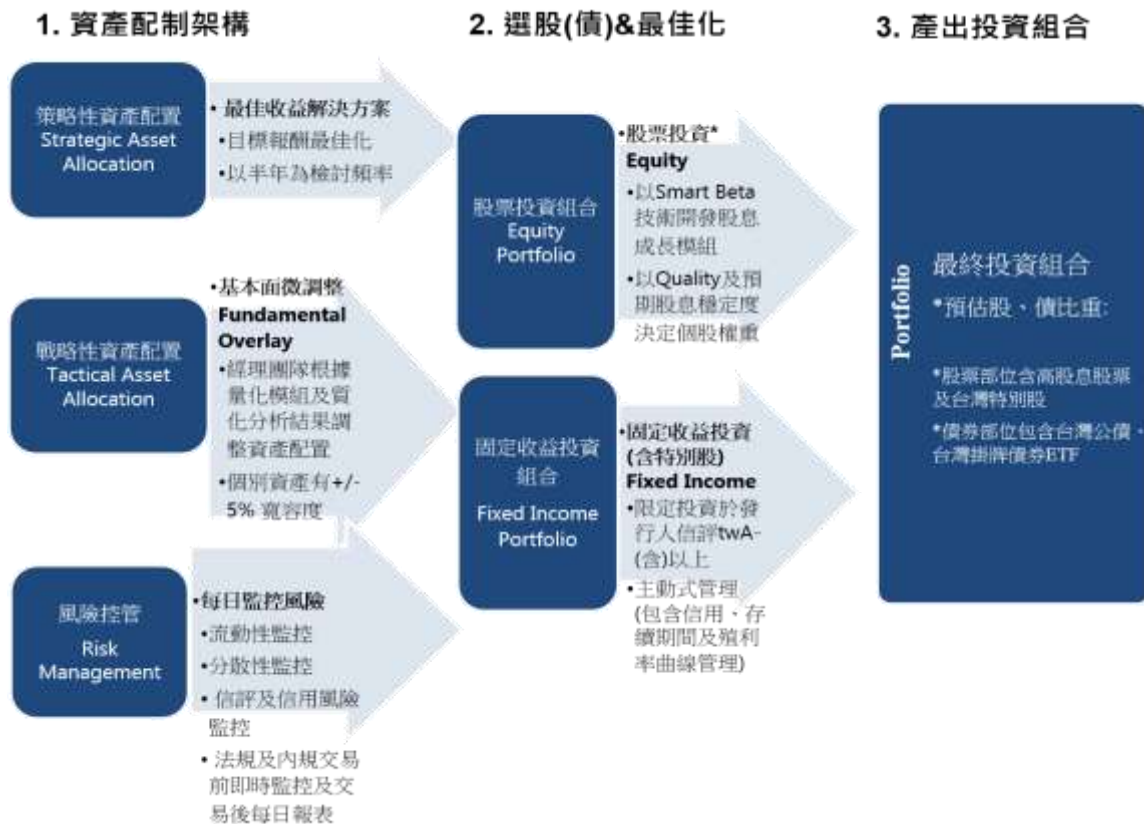 1. 資產配制架構
策略性資產配置
Strategic Asset
Allocation
• 最佳收益解決方案
•目標報酬最佳化
•以半年為檢討頻率
戰略性資產配置
Tactical Asset
Allocation
•基本面微調整
Fundamental
Overlay
•經理團隊根據
量化模組及質
化分析結果調
整資產配置
•個別資產有+/-
5% 寬容度
風險控管
Risk
Management
•每日監控風險
•流動性監控
•分散性監控
• 信評及信用風險
監控
• 法規及內規交易
前即時監控及交
易後每日報表
2. 選股(債)&最佳化
股票投資組合
Equity
Portfolio
•股票投資*
Equity
•以Smart Beta
技術開發股息
成長模組
•以Quality及預
期股息穩定度
決定個股權重
固定收益投資
組合
Fixed Income
Portfolio
•固定收益投資
(含特別股)
Fixed Income
•限定投資於發
行人信評twA-
(含)以上
•主動式管理
(包含信用、存
續期間及殖利
率曲線管理)
3. 產出投資組合
Portfolio
最終投資組合
*預估股、債比重:
*股票部位含高股息股票
及台灣特別股
*債券部位包含台灣公債、
台灣掛牌債券ETF